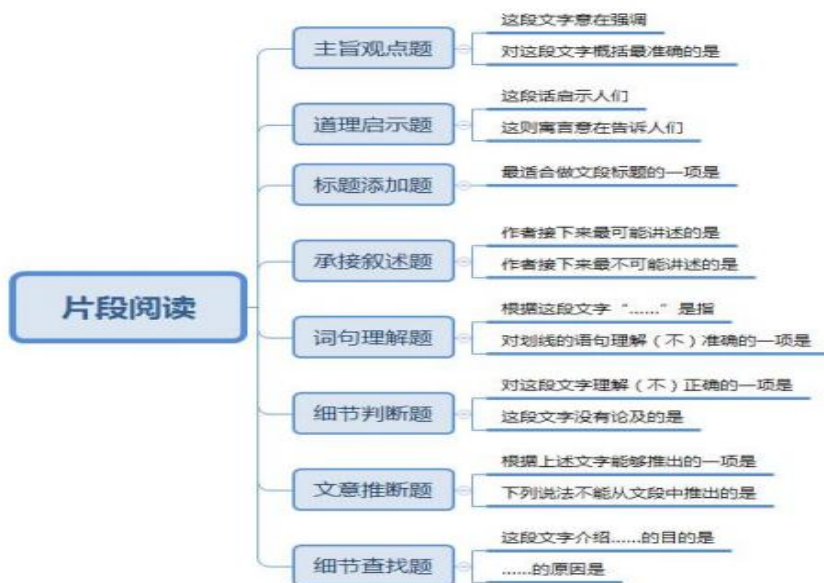 片段阅读
主旨观点题
这段文字意在强调
对这段文字概括最准确的是
道理启示题
这段话启示人们
这则寓言意在告诉人们
标题添加题
最适合做文段标题的一项是
承接叙述题
作者接下来最可能讲述的是
作者接下来最不可能讲述的是
词句理解题
根据这段文字“......”是指
对划线的语句理解（不）准确的一项是
细节判断题
对这段文字理解（不）正确的一项是
这段文字没有论及的是
文意推断题
根据上述文字能够推出的一项是
下列说法不能从文段中推出的是
细节查找题
这段文字介绍......的目的是
......的原因是